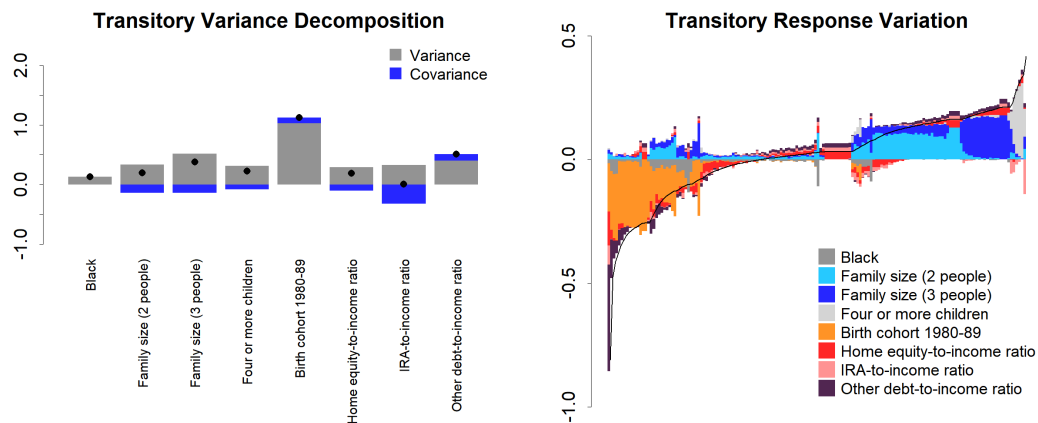 Transitory Variance Decomposition
Variance
Covariance
2.0
1.0
0.0
-1.0
Black
Family size (2 people)
Family size (3 people)
Four or more children
Birth cohort 1980-89
Home equity-to-income ratio
IRA-to-income ratio
Other debt-to-income ratio
Transitory Response Variation
0.5
0.0
-0.5
-1.0
Black
Family size (2 people)
Family size (3 people)
Four or more children
Birth cohort 1980-89
Home equity-to-income ratio
IRA-to-income ratio
Other debt-to-income ratio